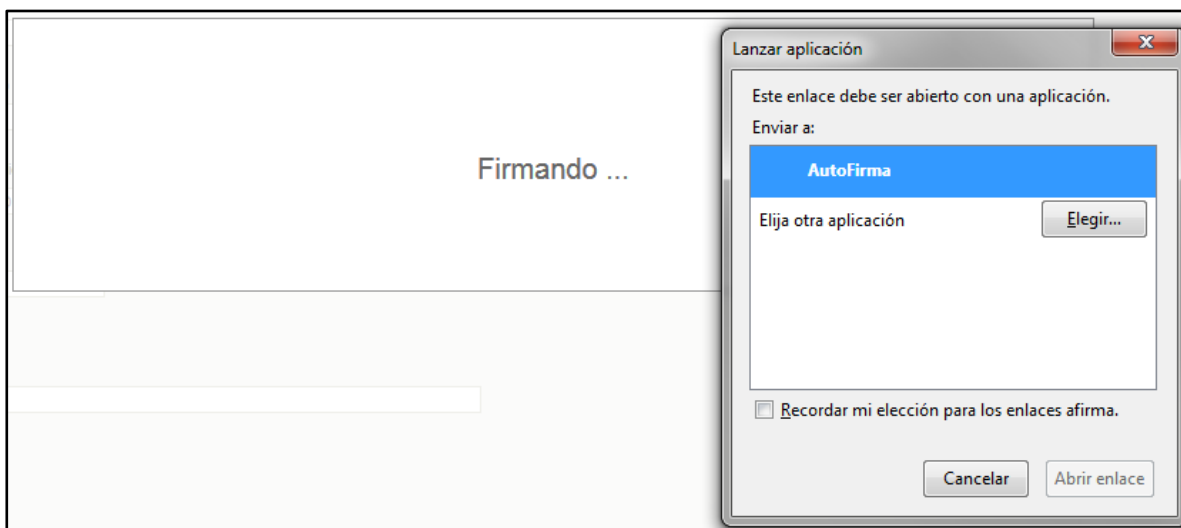 Firmando ...
Lanzar aplicación
Este enlace debe ser abierto con una aplicación.
Enviar a:
AutoFirma
Elija otra aplicación
Elegir...
Recordar mi elección para los enlaces afirma.
Cancelar
Abrir enlace